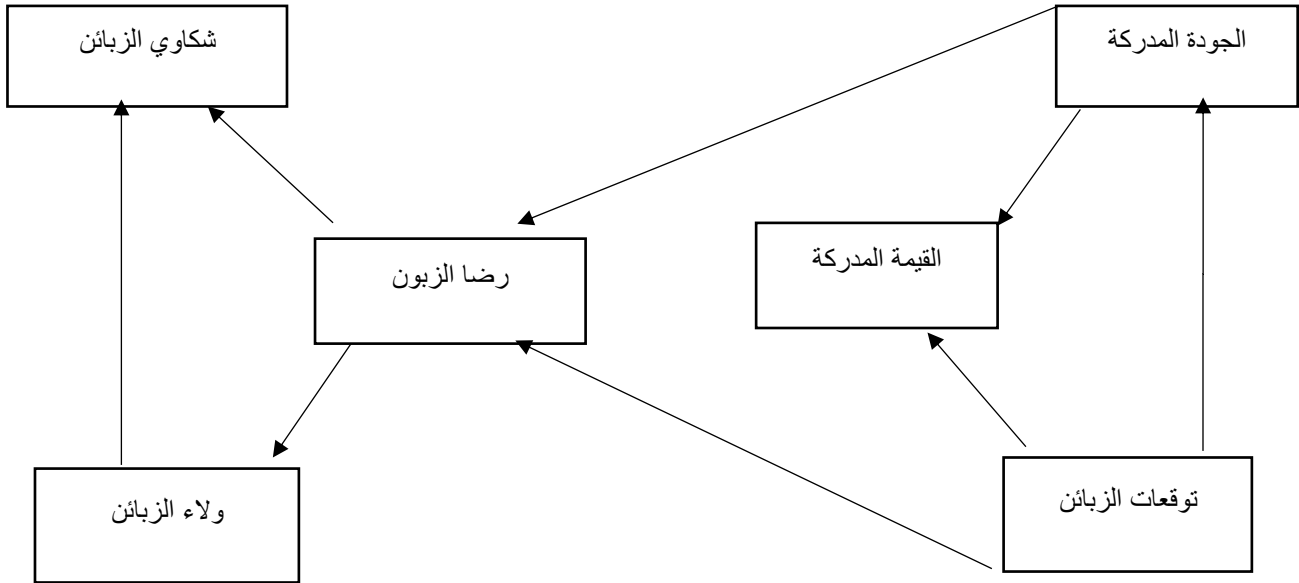 الجودة المدركة
شكاوي الزبائن
القيمة المدركة
رضا الزبون
توقعات الزبائن
ولاء الزبائن